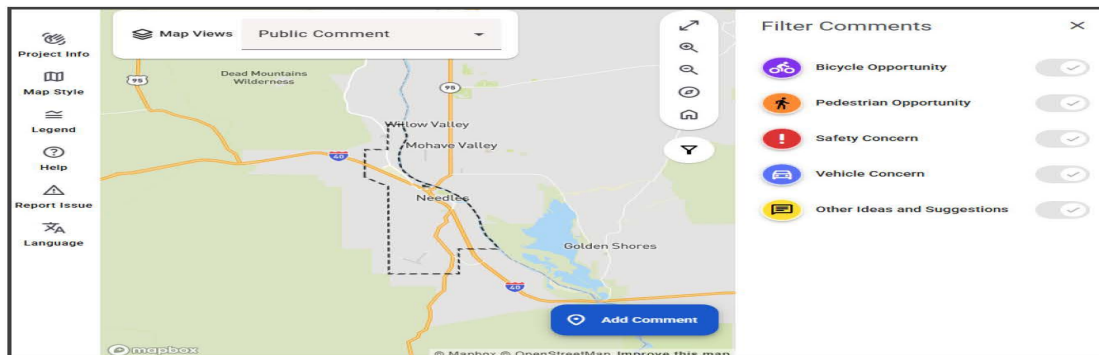 Project Info
Map Style
Legend
Help
Report Issue
Language
Map Views
Public Comment
95
Dead Mountains
Wilderness
95
Willow Valley
Mohave Valley
40
Needles
Golden Shores
40
Add Comment
mapbox
© Mapbox © OpenStreetMap Improve this map
Filter Comments
Bicycle Opportunity
Pedestrian Opportunity
Safety Concern
Vehicle Concern
Other Ideas and Suggestions